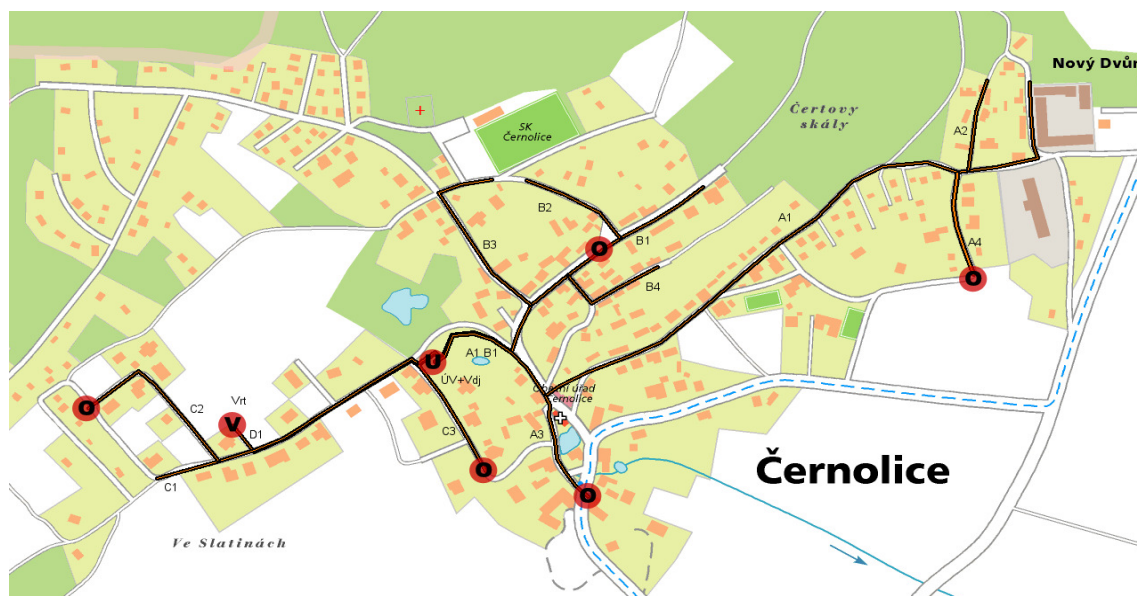 Nový Dvůr
Čertovy
skály
SK
Černolice
A2
B2
A1
B1
B3
O
A4
O
B4
U
A1 B1
ÚV+Vdj
Obecní úrad
Černolice
O
C2
Vrt
V
D1
C3
A3
C1
O
O
Černolice
Ve Slatinách